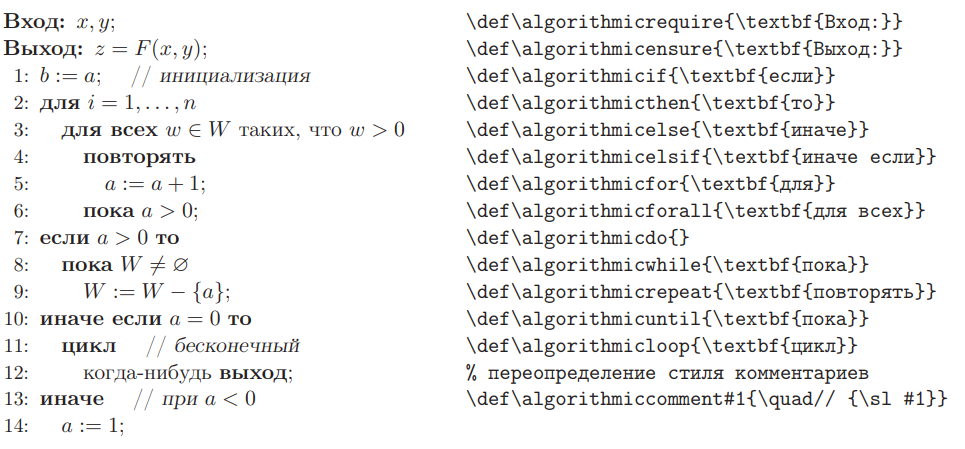 Вход: x, y;
Выход: z = F(x, y);
1: b := a; // инициализация
2: для i = 1, . . . , n
3: для всех w ∈ W таких, что w > 0
4: повторять
5: a := a + 1;
6: пока a > 0;
7: если a > 0 то
8: пока W ≠ ∅
9: W := W − {a};
10: иначе если a = 0 то
11: цикл // бесконечный
12: когда-нибудь выход;
13: иначе // при a < 0
14: a := 1;
\def\algorithmicrequire{\textbf{Вход:}}
\def\algorithmicensure{\textbf{Выход:}}
\def\algorithmicif{\textbf{если}}
\def\algorithmicthen{\textbf{то}}
\def\algorithmicelse{\textbf{иначе}}
\def\algorithmicelsif{\textbf{иначе если}}
\def\algorithmicfor{\textbf{для}}
\def\algorithmicforall{\textbf{для всех}}
\def\algorithmicdo{}
\def\algorithmicwhile{\textbf{пока}}
\def\algorithmicrepeat{\textbf{повторять}}
\def\algorithmicuntil{\textbf{пока}}
\def\algorithmicloop{\textbf{цикл}}
% переопределение стиля комментариев
\def\algorithmiccomment#1{\quad// {\sl #1}}